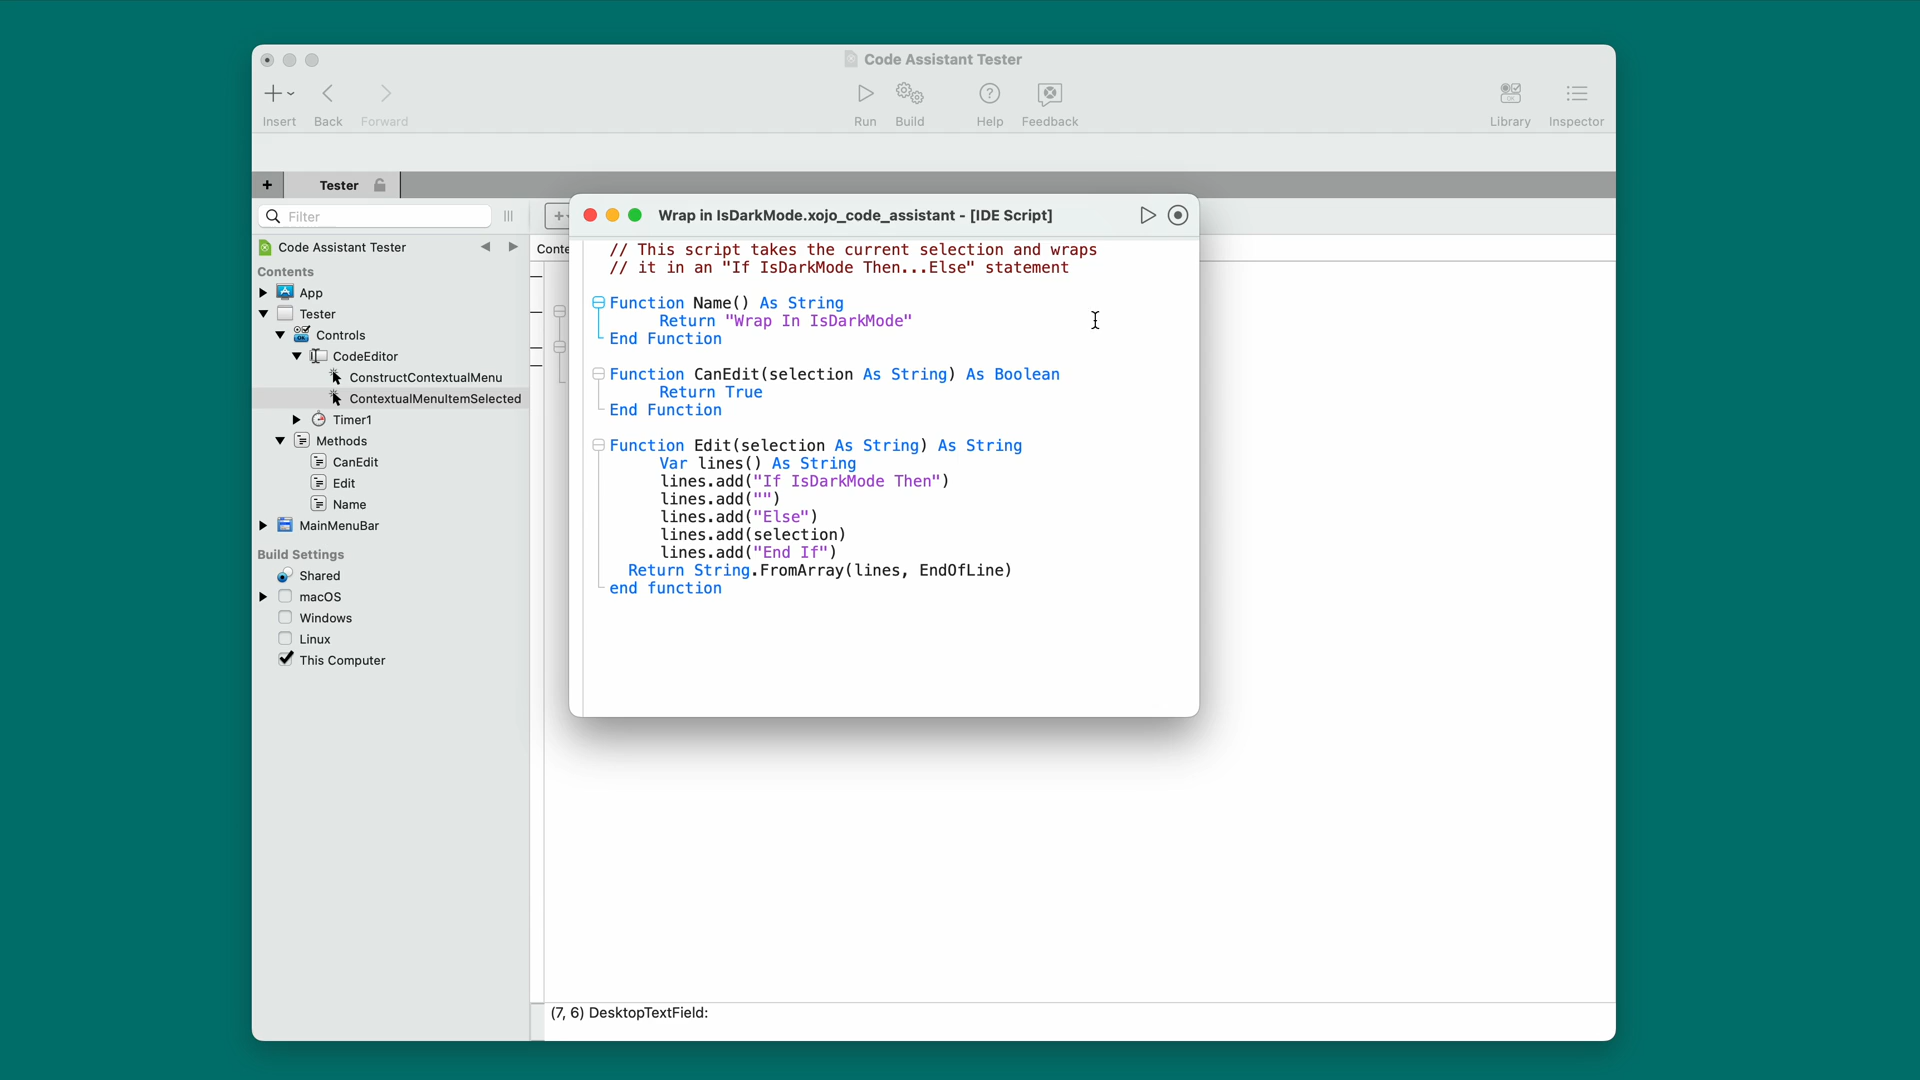 Code Assistant Tester
Insert
Back
Forward
Run
Build
Help
Feedback
Library
Inspector
Tester
Filter
Code Assistant Tester
Contents
App
Tester
Controls
CodeEditor
ConstructContextualMenu
ContextualMenuItemSelected
Timer1
Methods
CanEdit
Edit
Name
MainMenuBar
Build Settings
Shared
macOS
Windows
Linux
This Computer
Conte
Wrap in IsDarkMode.xojo_code_assistant - [IDE Script]
// This script takes the current selection and wraps
// it in an "If IsDarkMode Then...Else" statement
Function Name() As String
Return "Wrap In IsDarkMode"
End Function
Function CanEdit(selection As String) As Boolean
Return True
End Function
Function Edit(selection As String) As String
Var lines() As String
lines.add("If IsDarkMode Then")
lines.add("")
lines.add("Else")
lines.add(selection)
lines.add("End If")
Return String.FromArray(lines, EndOfLine)
end function
(7, 6) DesktopTextField: